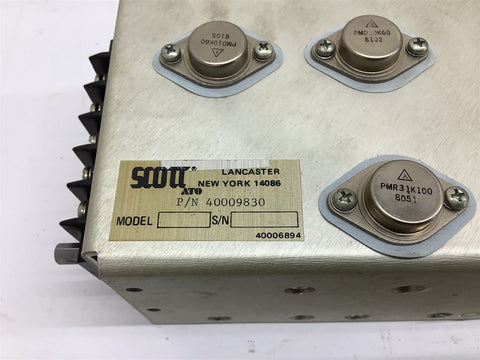 PMD10K60
8105
PMD10K60
8102
PMR31K100
8051
SCOTT®
ATO
LANCASTER
NEW YORK 14086
P/N 40009830
MODEL
S/N
40006894